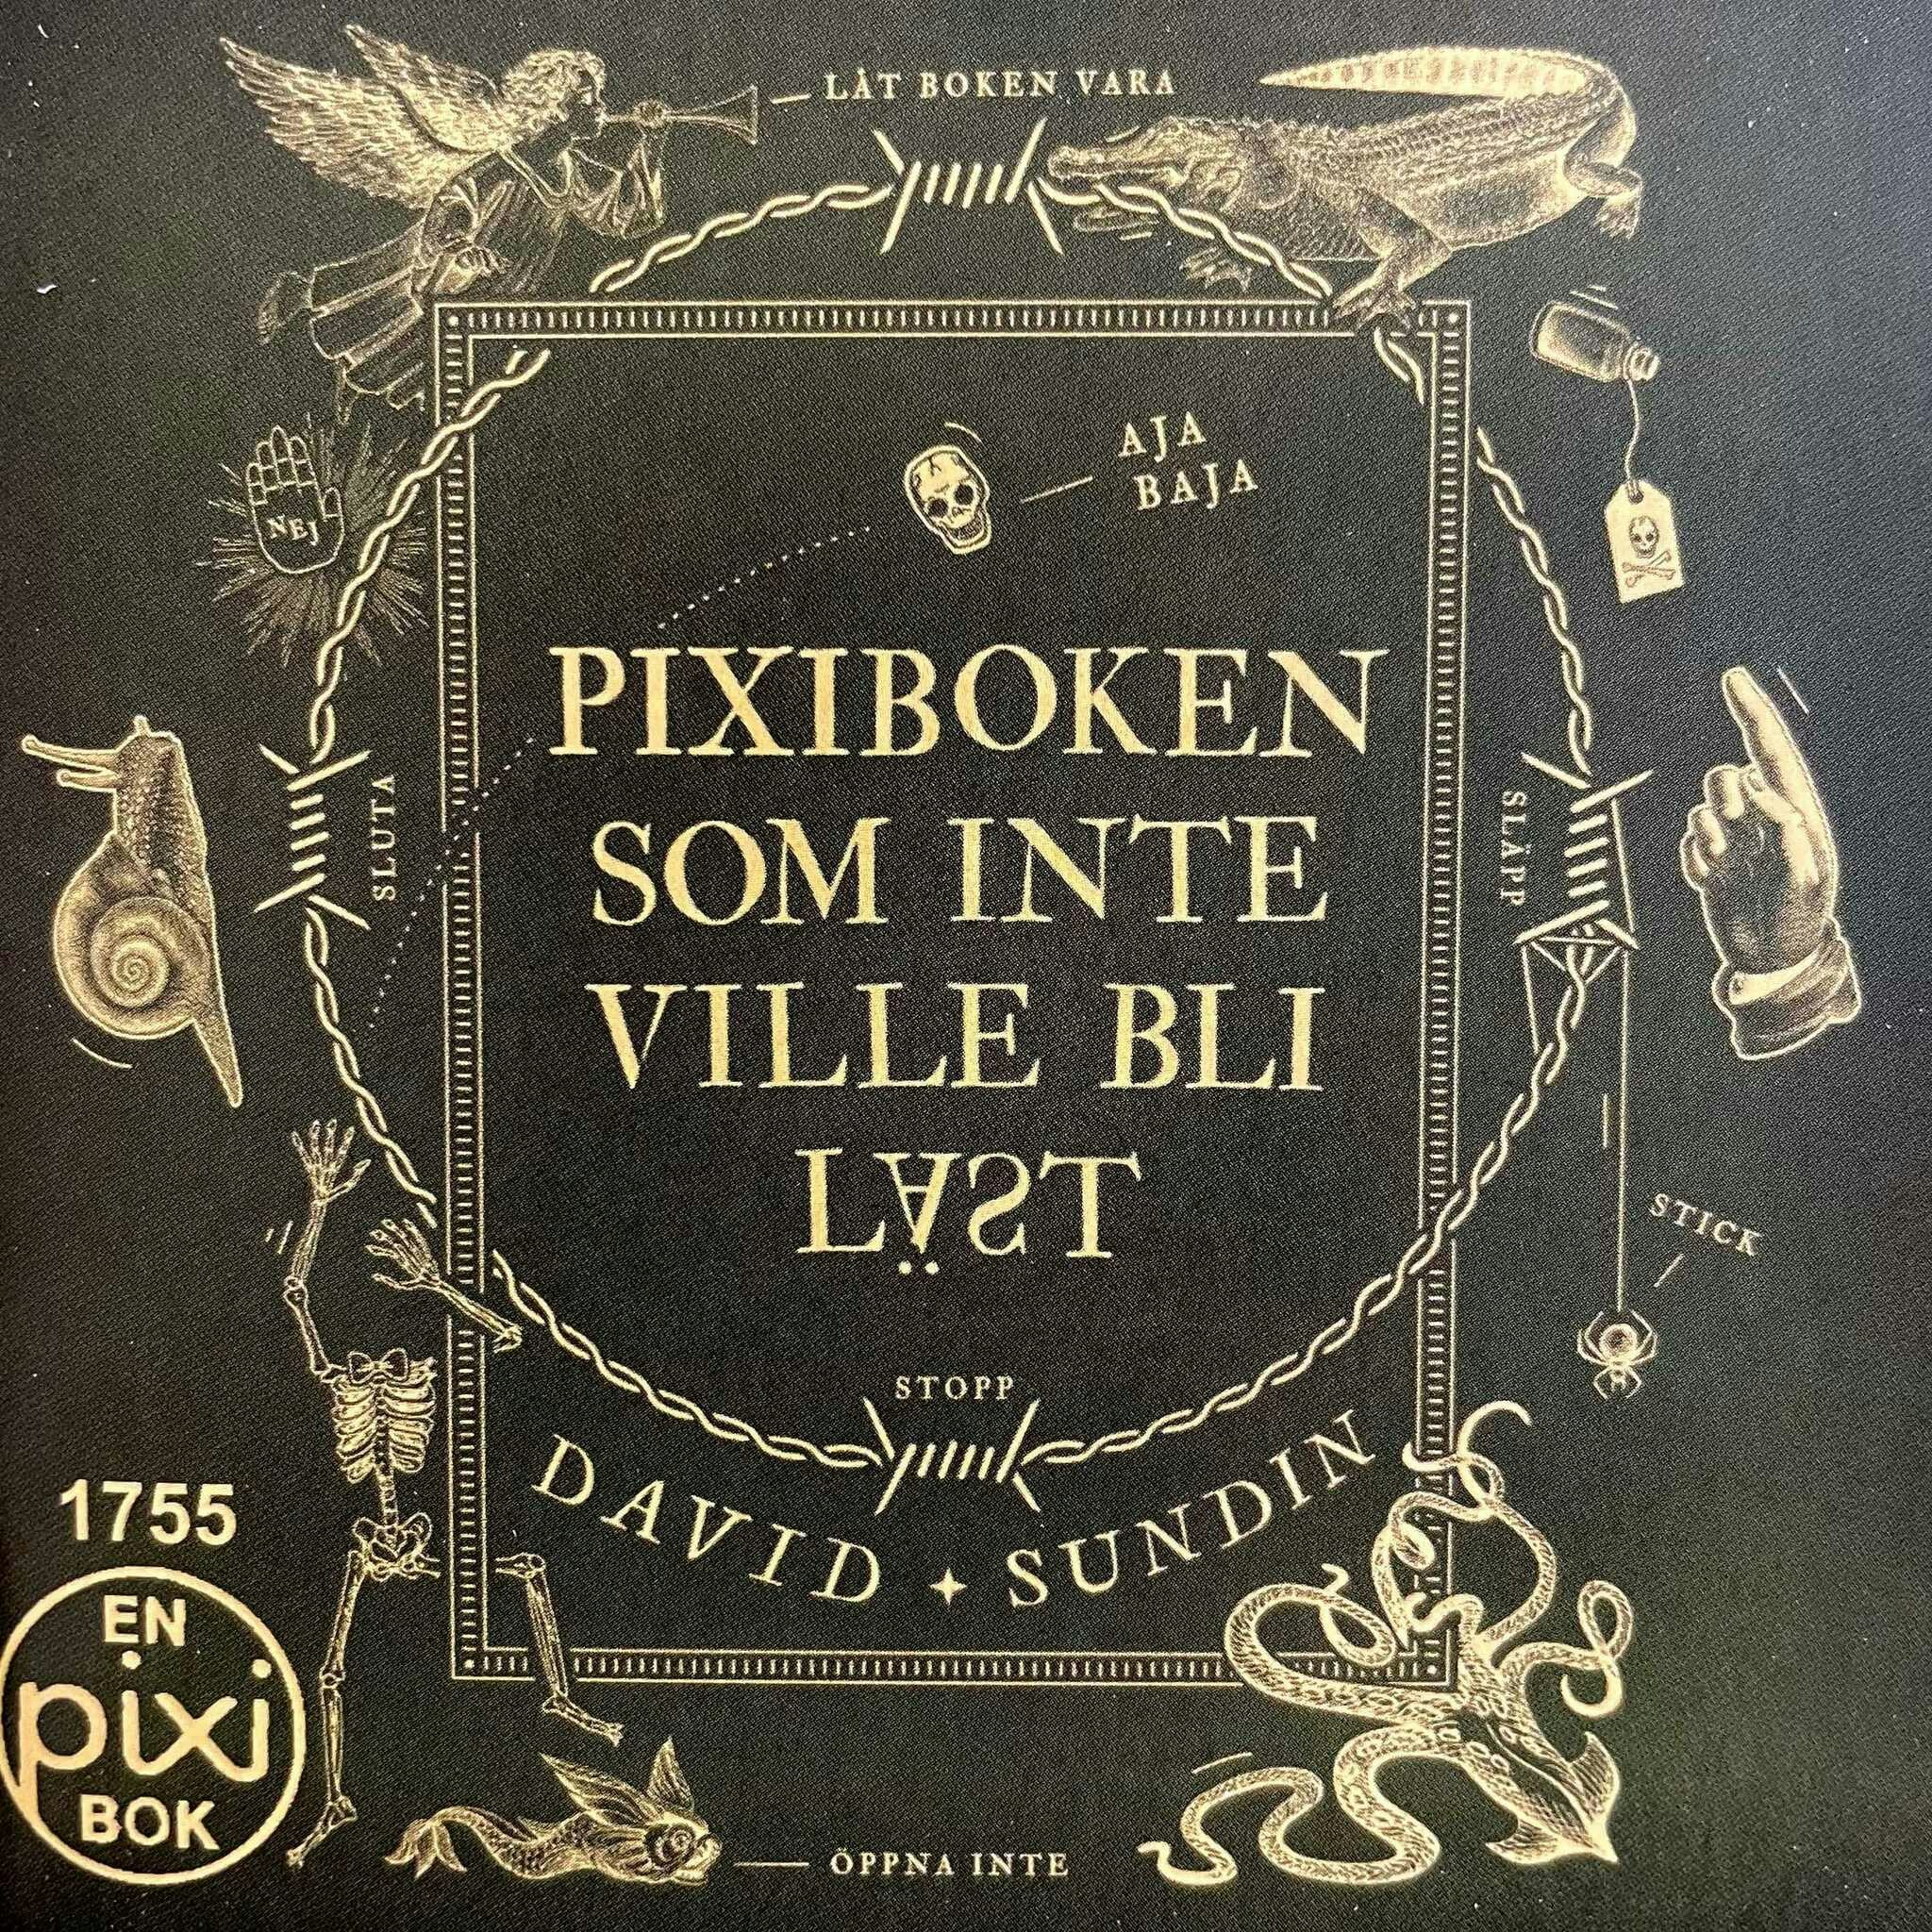 LÅT BOKEN VARA
AJA
BAJA
NEJ
PIXIBOKEN
SOM INTE
VILLE BLI
LÄST
SLUTA
SLÄPP
STICK
STOPP
DAVID ✦ SUNDIN
1755
EN
pixi
BOK
ÖPPNA INTE